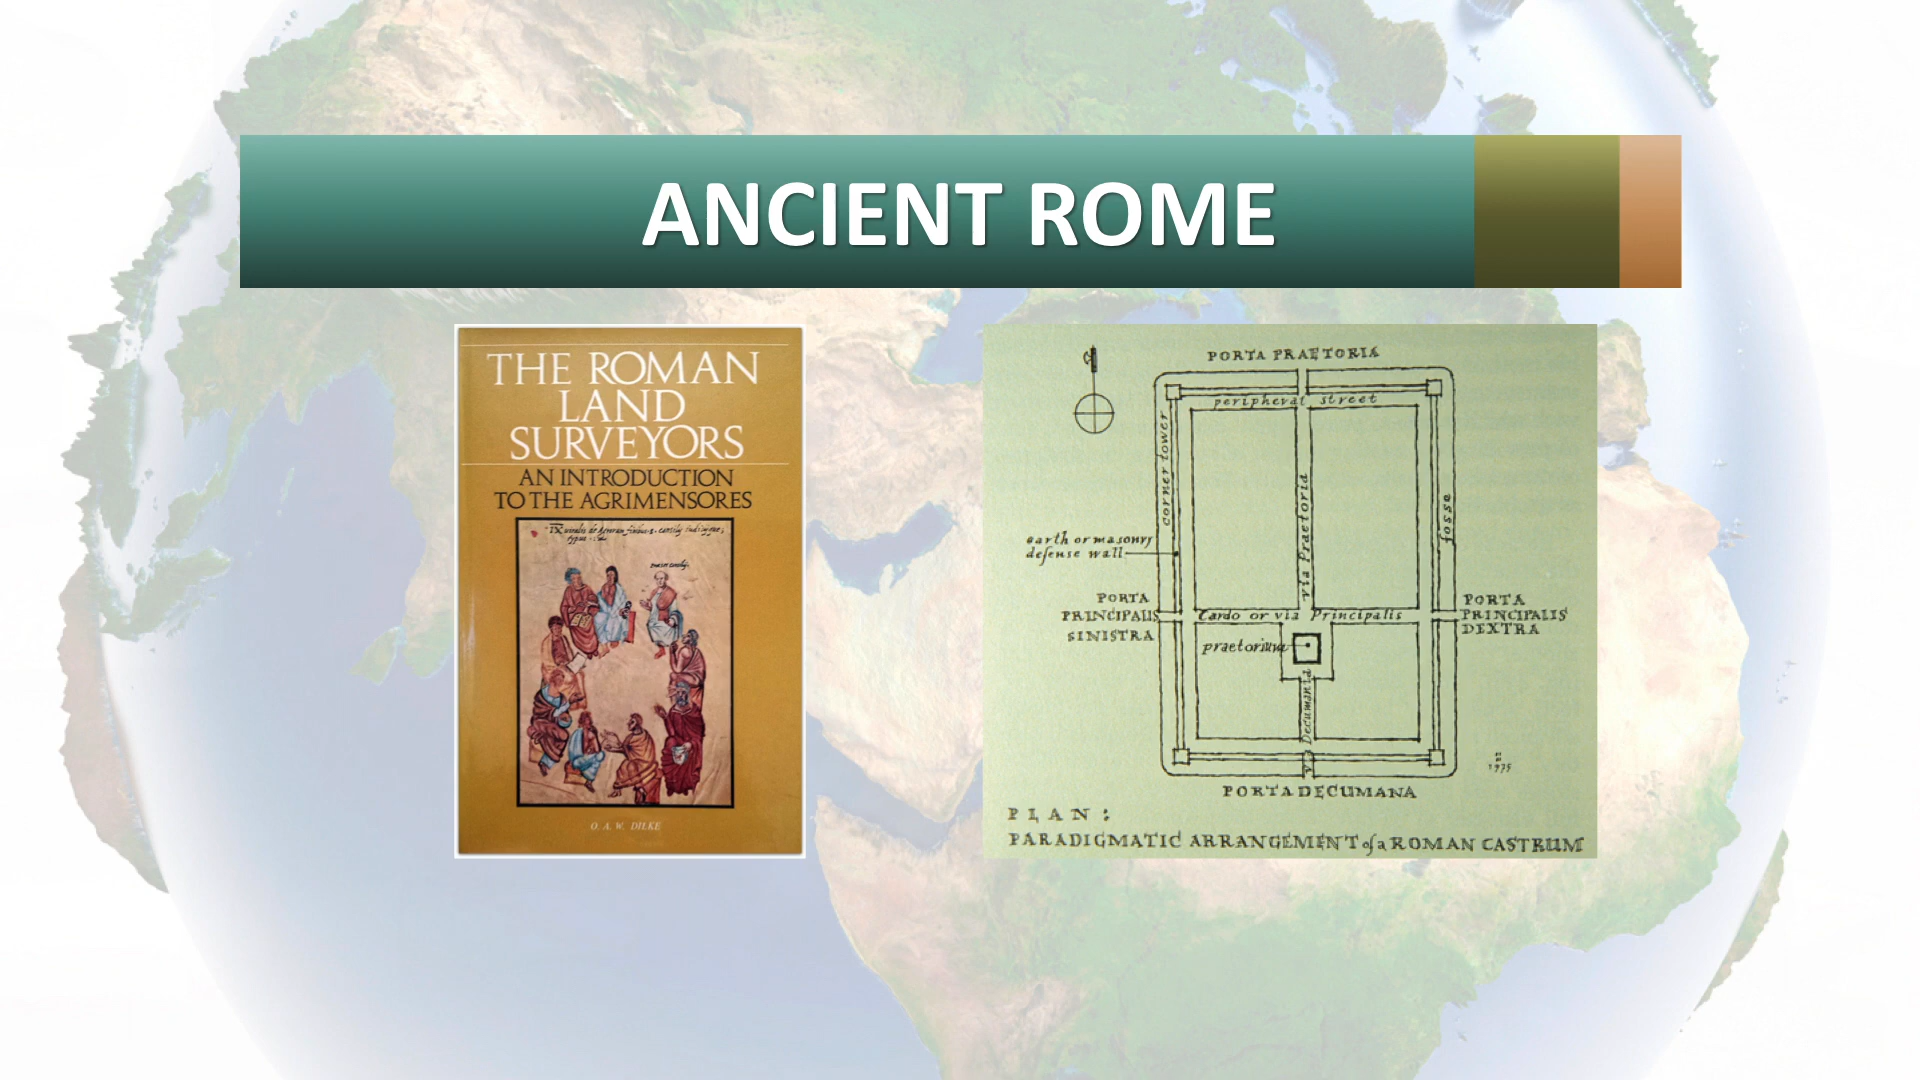 ANCIENT ROME
THE ROMAN
LAND
SURVEYORS
AN INTRODUCTION
TO THE AGRIMENSORES
O. A. W. DILKE
PORTA PRAETORIA
peripheral street
corner tower
via Praetoria
fosse
earth or masonry
defense wall
PORTA
PRINCIPALIS
SINISTRA
Cardo or via Principalis
PORTA
PRINCIPALIS
DEXTRA
praetorium
via Decumana
1975
PORTA DECUMANA
PLAN:
PARADIGMATIC ARRANGEMENT of a ROMAN CASTRUM